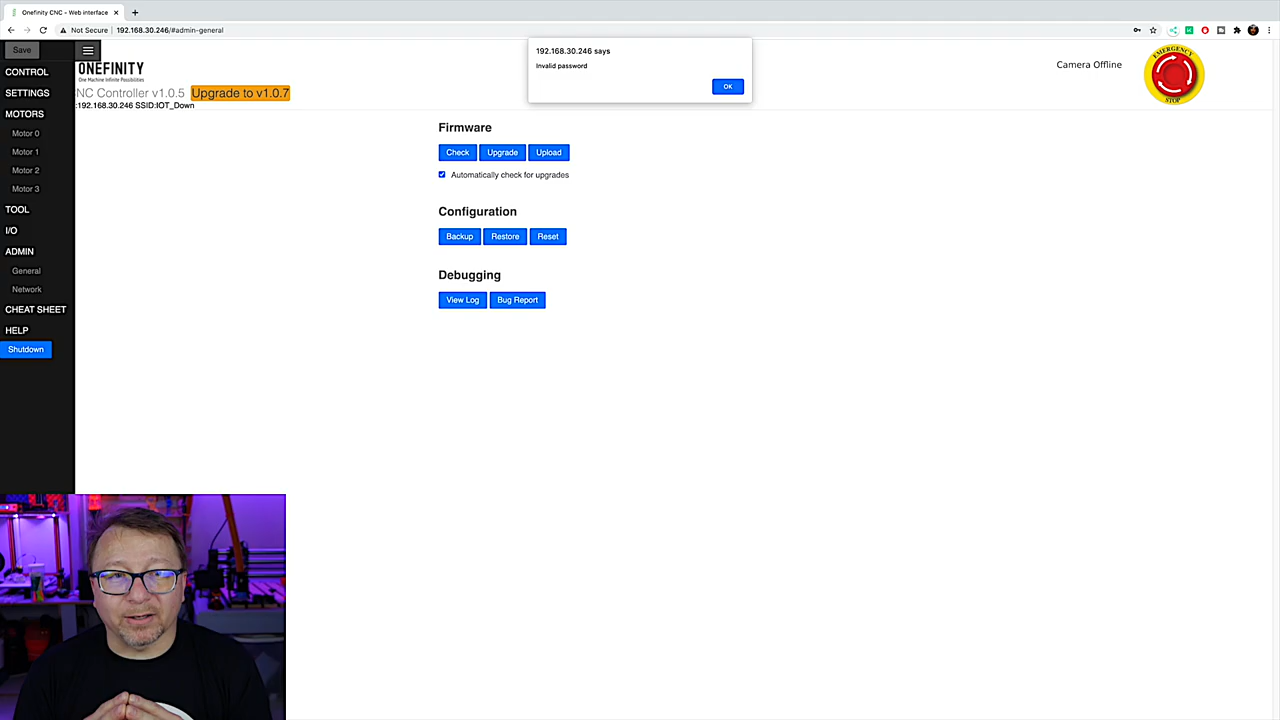 Onefinity CNC - Web interface
Not Secure 192.168.30.246/#admin-general
192.168.30.246 says
Invalid password
OK
Save
ONEFINITY
One Machine Infinite Possibilities
NC Controller v1.0.5 Upgrade to v1.0.7
:192.168.30.246 SSID:IOT_Down
Camera Offline
EMERGENCY
STOP
CONTROL
SETTINGS
MOTORS
Motor 0
Motor 1
Motor 2
Motor 3
TOOL
I/O
ADMIN
General
Network
CHEAT SHEET
HELP
Shutdown
Firmware
Check Upgrade Upload
Automatically check for upgrades
Configuration
Backup Restore Reset
Debugging
View Log Bug Report